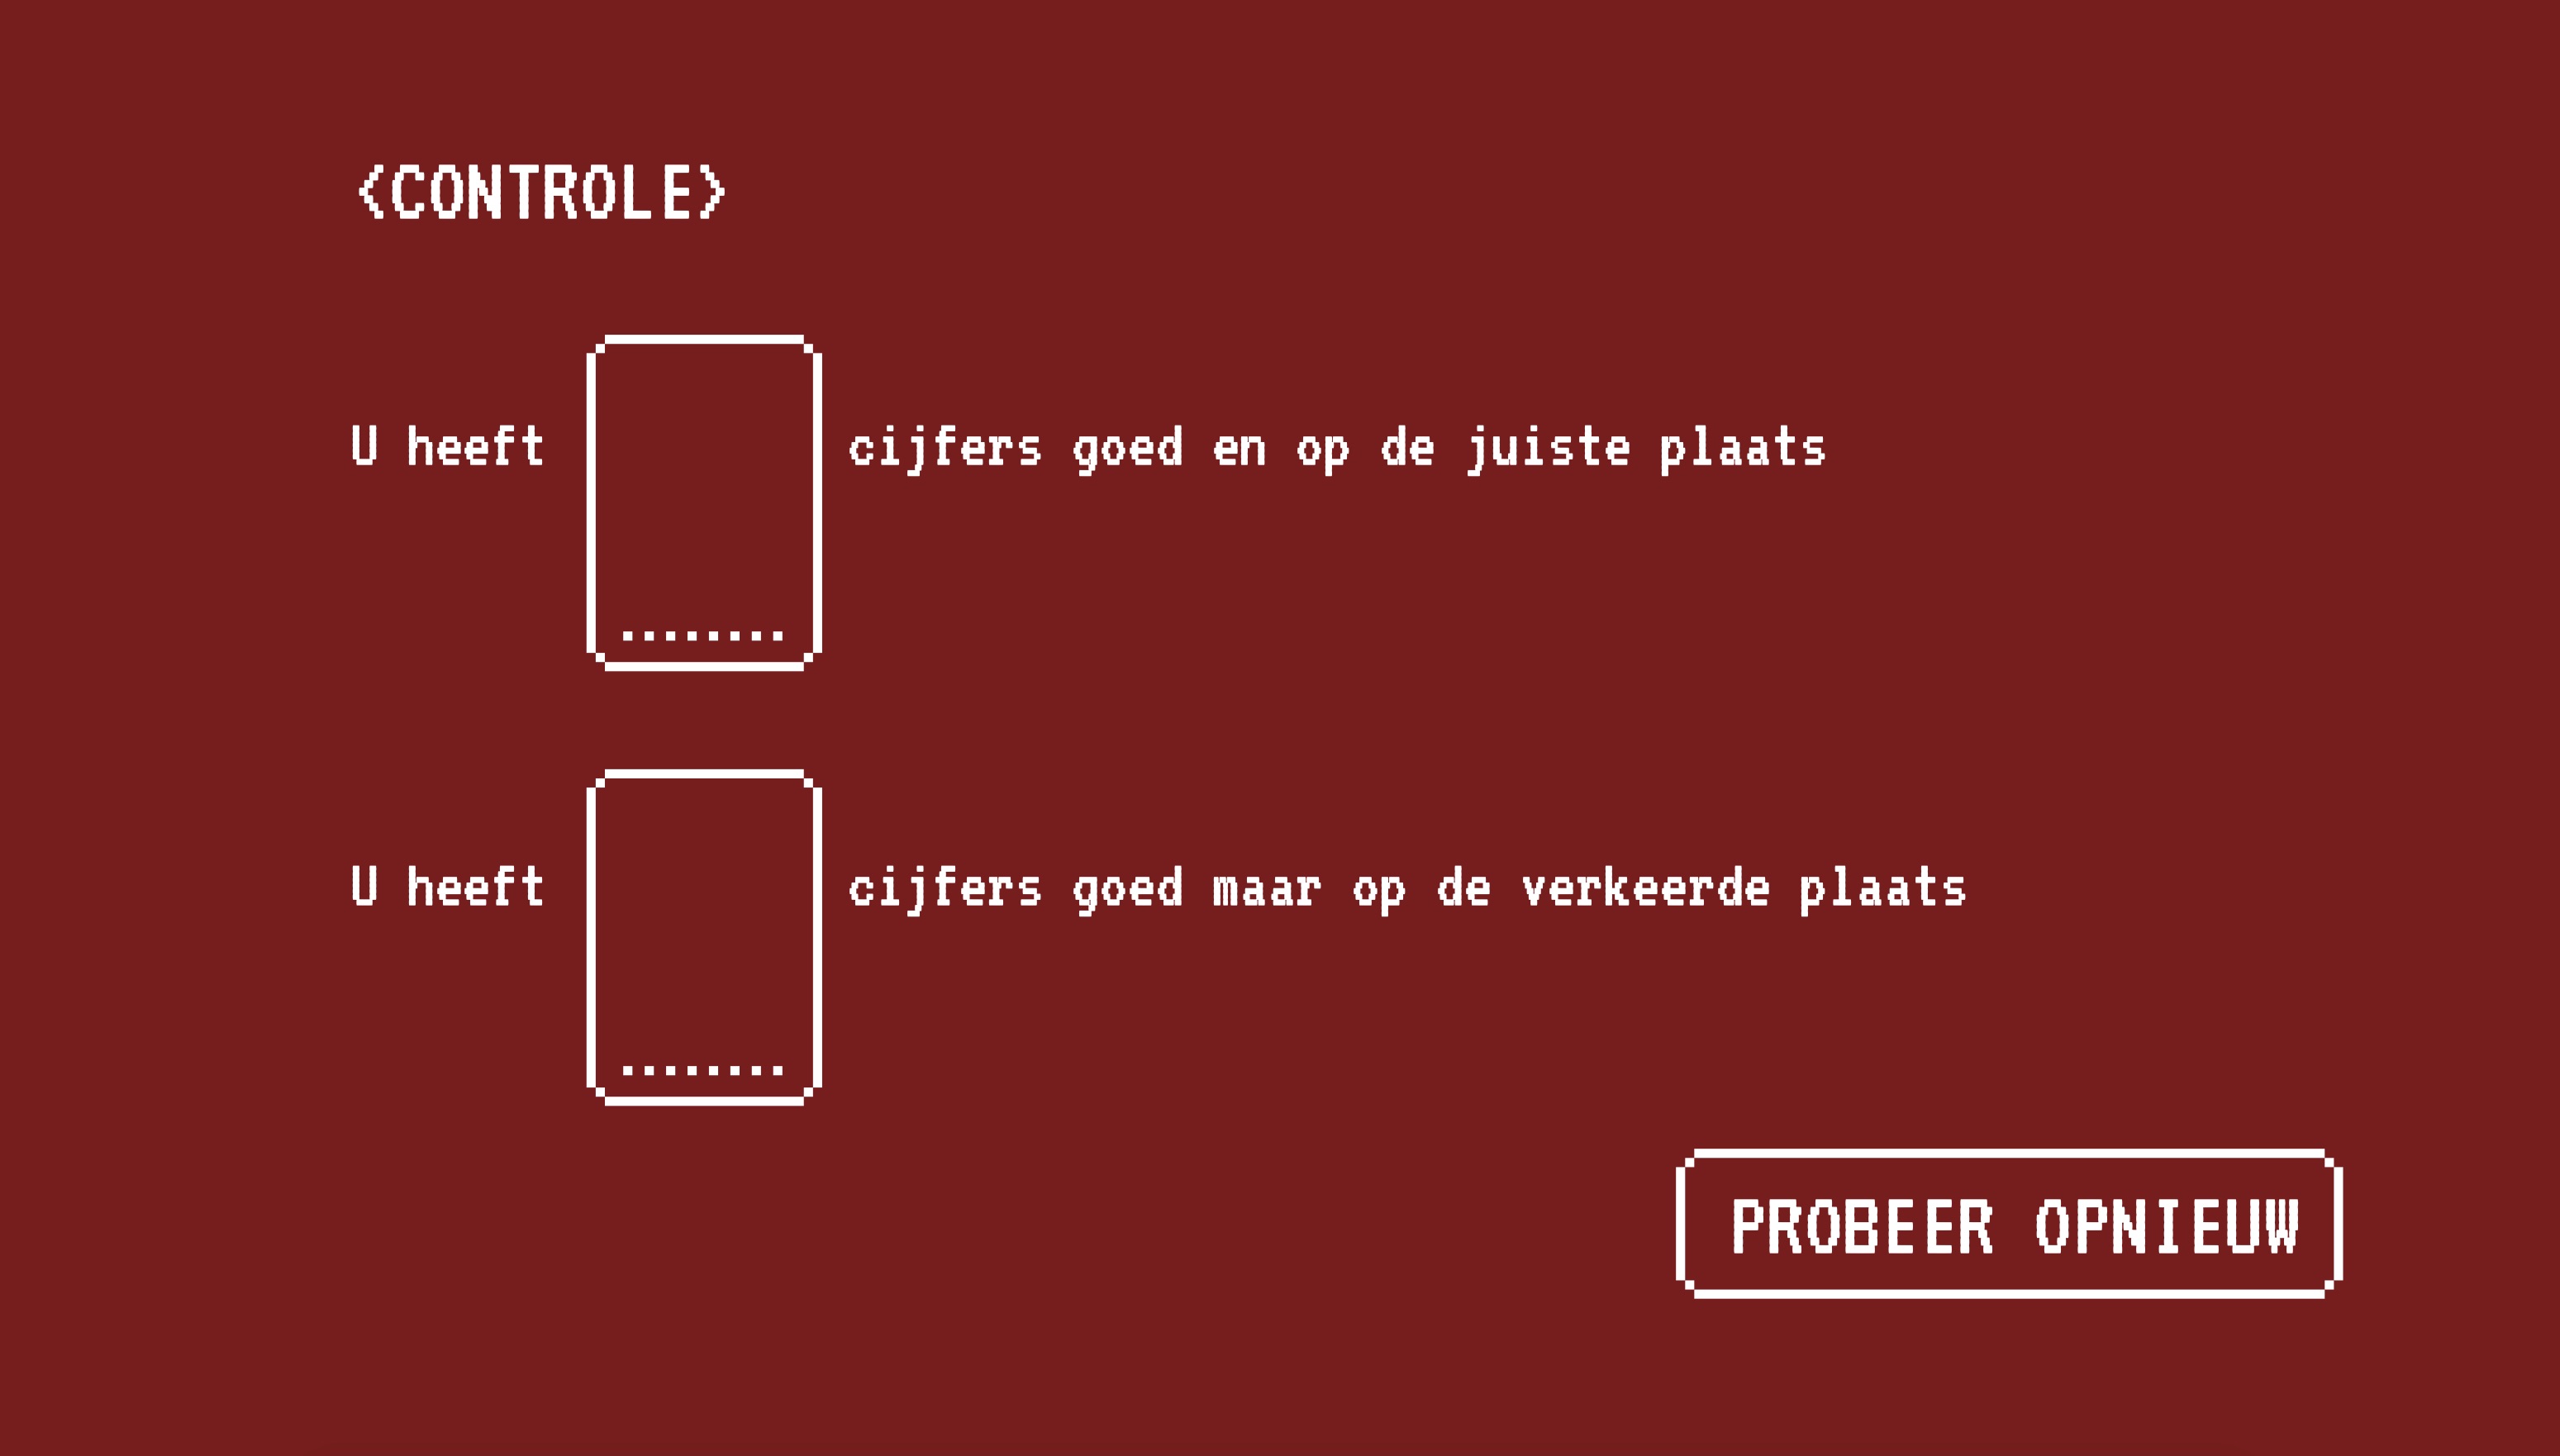 <CONTROLE>
U heeft ........ cijfers goed en op de juiste plaats
U heeft ........ cijfers goed maar op de verkeerde plaats
PROBEER OPNIEUW